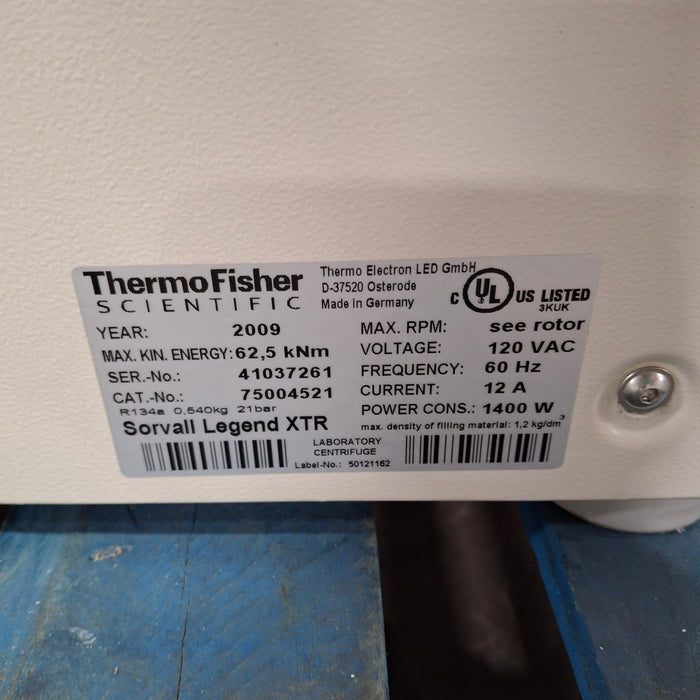 ThermoFisher
SCIENTIFIC
Thermo Electron LED GmbH
D-37520 Osterode
Made in Germany
C UL US LISTED
3KUK
YEAR: 2009
MAX. KIN. ENERGY: 62,5 kNm
SER.-No.: 41037261
CAT.-No.: 75004521
R134a 0,540kg 21bar
Sorvall Legend XTR
MAX. RPM: see rotor
VOLTAGE: 120 VAC
FREQUENCY: 60 Hz
CURRENT: 12 A
POWER CONS.: 1400 W
max. density of filling material: 1,2 kg/dm³
LABORATORY
CENTRIFUGE
Label-No.: 50121162